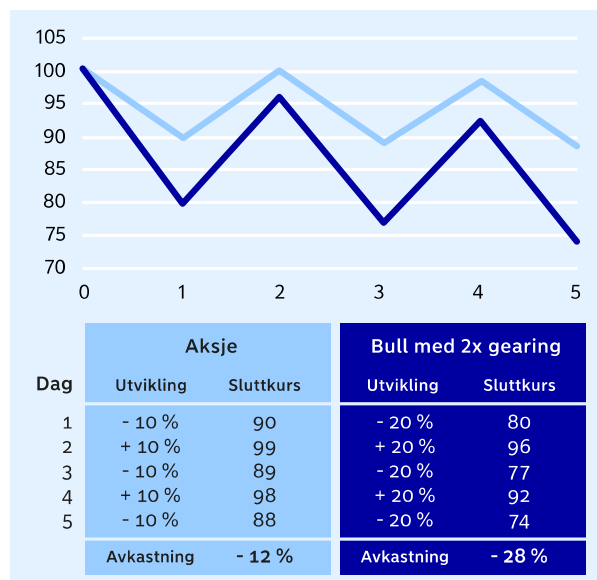 105
100
95
90
85
80
75
70
0 1 2 3 4 5
Aksje Bull med 2x gearing
Dag Utvikling Sluttkurs Utvikling Sluttkurs
1 - 10 % 90 - 20 % 80
2 + 10 % 99 + 20 % 96
3 - 10 % 89 - 20 % 77
4 + 10 % 98 + 20 % 92
5 - 10 % 88 - 20 % 74
Avkastning - 12 % Avkastning - 28 %